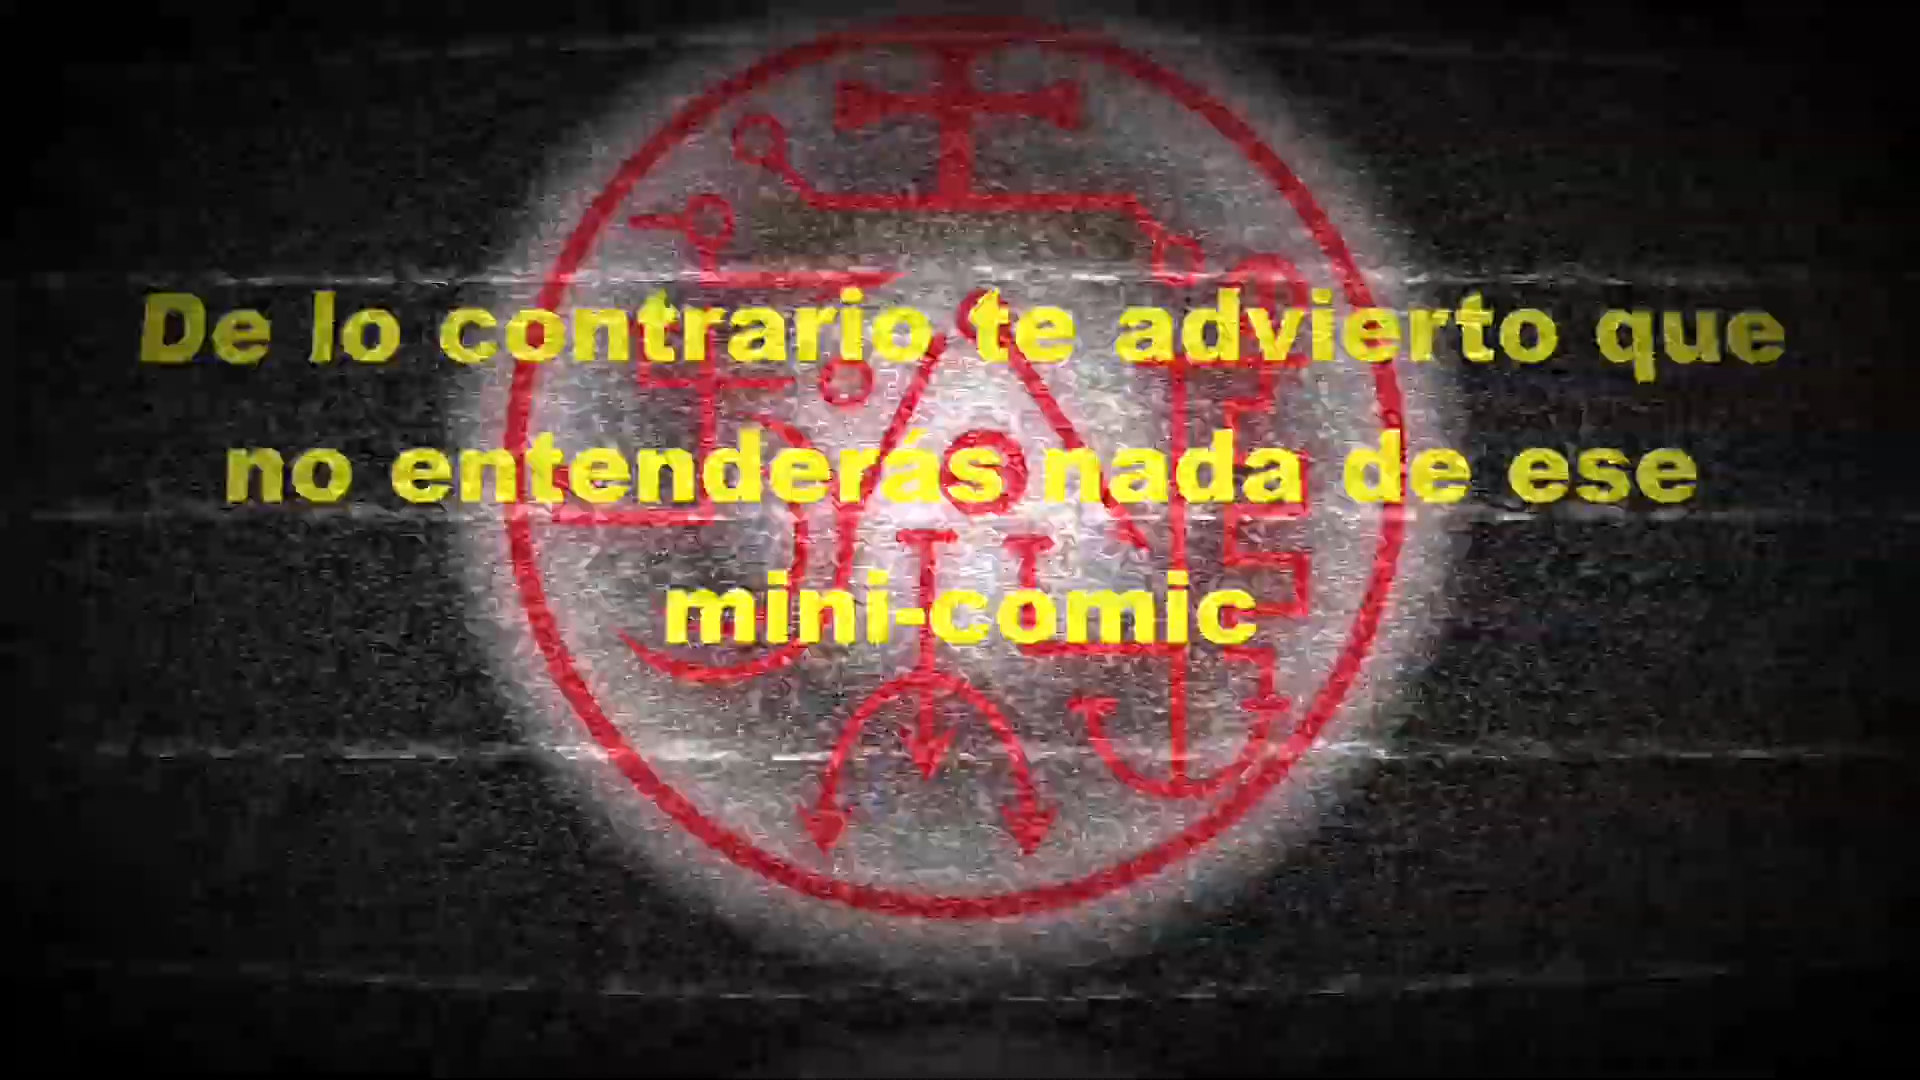 De lo contrario te advierto que
no entenderás nada de ese
mini-comic